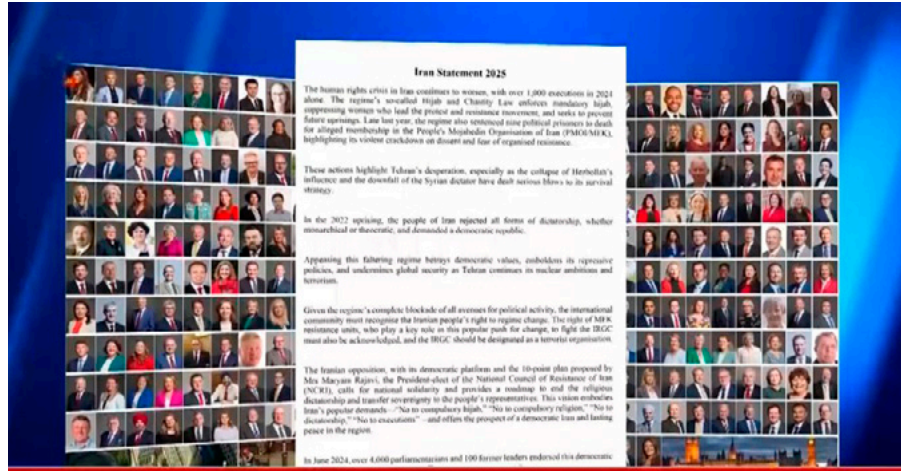 Iran Statement 2025
The human rights crisis in Iran continues to worsen, with over 1,000 executions in 2024
alone. The regime's so-called Hijab and Chastity Law enforces mandatory hijab,
suppressing women who lead the protest and resistance movement, and seeks to prevent
future uprisings. Late last year, the regime also sentenced nine political prisoners to death
for alleged membership in the People's Mojahedin Organisation of Iran (PMOI/MEK),
highlighting its violent crackdown on dissent and fear of organised resistance.
These actions highlight Tehran's desperation, especially as the collapse of Hezbollah's
influence and the downfall of the Syrian dictator have dealt serious blows to its survival
strategy.
In the 2022 uprising, the people of Iran rejected all forms of dictatorship, whether
monarchical or theocratic, and demanded a democratic republic.
Appeasing this faltering regime betrays democratic values, emboldens its repressive
policies, and undermines global security as Tehran continues its nuclear ambitions and
terrorism.
Given the regime's complete blockade of all avenues for political activity, the international
community must recognise the Iranian people's right to regime change. The right of MEK
resistance units, who play a key role in this popular push for change, to fight the IRGC
must also be acknowledged, and the IRGC should be designated as a terrorist organisation.
The Iranian opposition, with its democratic platform and the 10-point plan proposed by
Mrs Maryam Rajavi, the President-elect of the National Council of Resistance of Iran
(NCRI), calls for national solidarity and provides a roadmap to end the religious
dictatorship and transfer sovereignty to the people's representatives. This vision embodies
Iran's popular demands—"No to compulsory hijab," "No to compulsory religion," "No to
dictatorship," "No to executions" —and offers the prospect of a democratic Iran and lasting
peace in the region.
In June 2024, over 4,000 parliamentarians and 100 former leaders endorsed this democratic